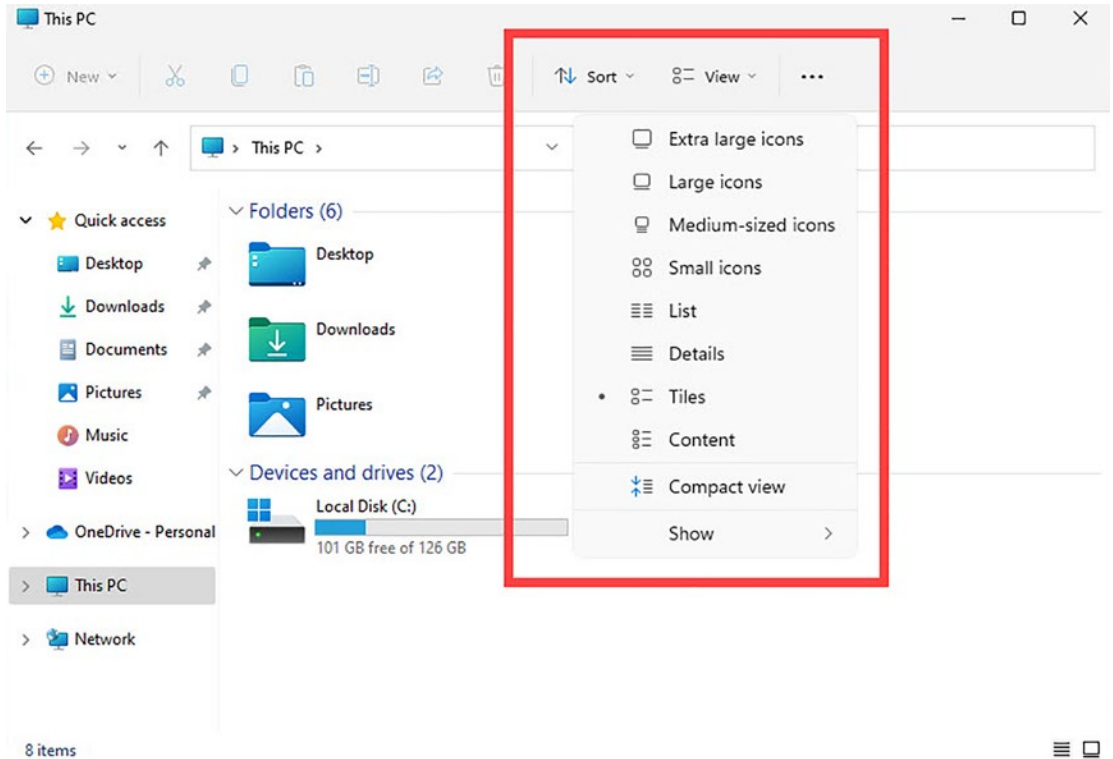 This PC
New
Sort
View
This PC
Quick access
Desktop
Downloads
Documents
Pictures
Music
Videos
OneDrive - Personal
This PC
Network
Folders (6)
Desktop
Downloads
Pictures
Devices and drives (2)
Local Disk (C:)
101 GB free of 126 GB
Extra large icons
Large icons
Medium-sized icons
Small icons
List
Details
Tiles
Content
Compact view
Show
8 items